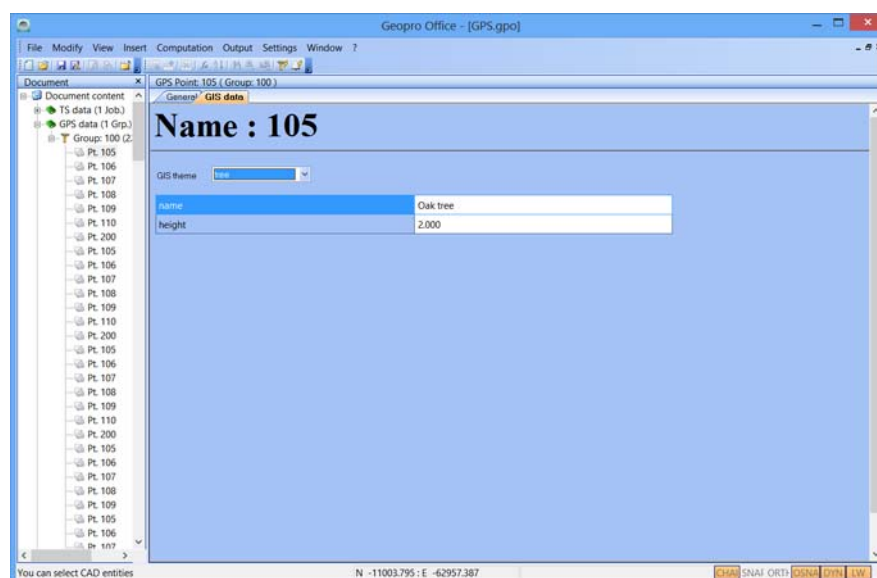 Geopro Office - [GPS.gpo]
File Modify View Insert Computation Output Settings Window ?
Document
GPS Point: 105 ( Group: 100 )
General GIS data
Document content
TS data (1 Job.)
GPS data (1 Grp.)
Group: 100 (2.
Pt. 105
Pt. 106
Pt. 107
Pt. 108
Pt. 109
Pt. 110
Pt. 200
Pt. 105
Pt. 106
Pt. 107
Pt. 108
Pt. 109
Pt. 110
Pt. 200
Pt. 105
Pt. 106
Pt. 107
Pt. 108
Pt. 109
Pt. 110
Pt. 200
Pt. 105
Pt. 106
Pt. 107
Pt. 108
Pt. 109
Pt. 105
Pt. 106
Pt. 107
Name : 105
GIS theme tree
name Oak tree
height 2.000
You can select CAD entities N -11003.795 : E -62957.387 CHAI SNAI ORTH OSNA DYN LW